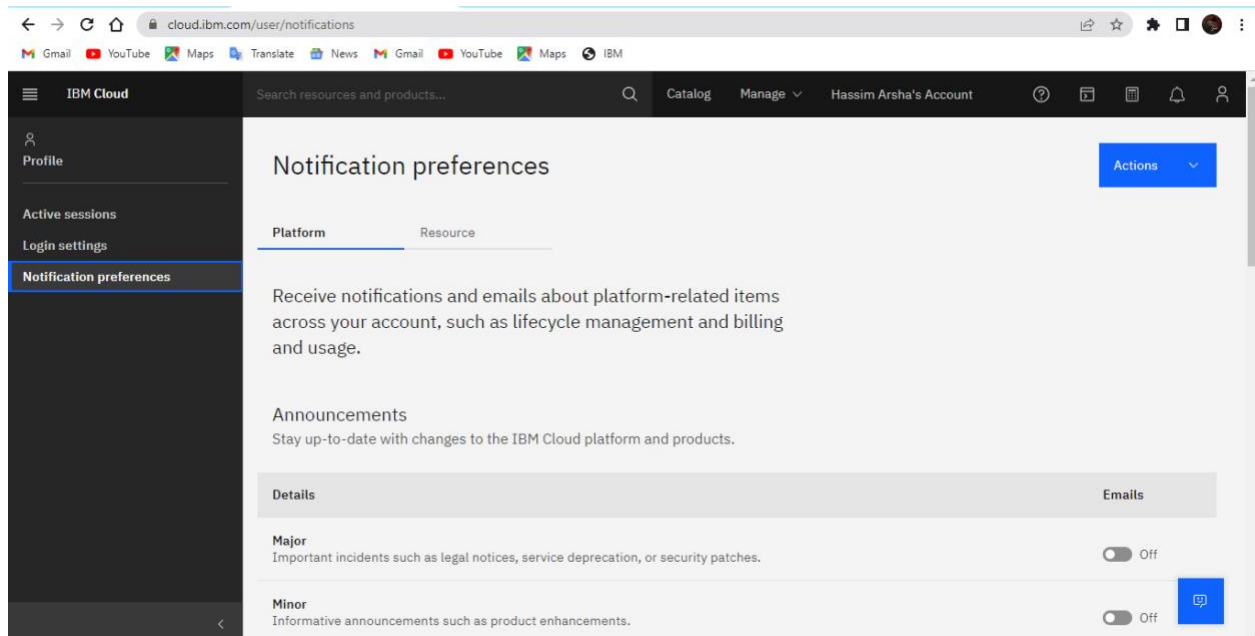 cloud.ibm.com/user/notifications
Gmail YouTube Maps Translate News Gmail YouTube Maps IBM
IBM Cloud Search resources and products... Catalog Manage Hassim Arsha's Account
Profile
Active sessions
Login settings
Notification preferences
Notification preferences
Actions
Platform Resource
Receive notifications and emails about platform-related items
across your account, such as lifecycle management and billing
and usage.
Announcements
Stay up-to-date with changes to the IBM Cloud platform and products.
Details Emails
Major
Important incidents such as legal notices, service deprecation, or security patches.
Off
Minor
Informative announcements such as product enhancements.
Off